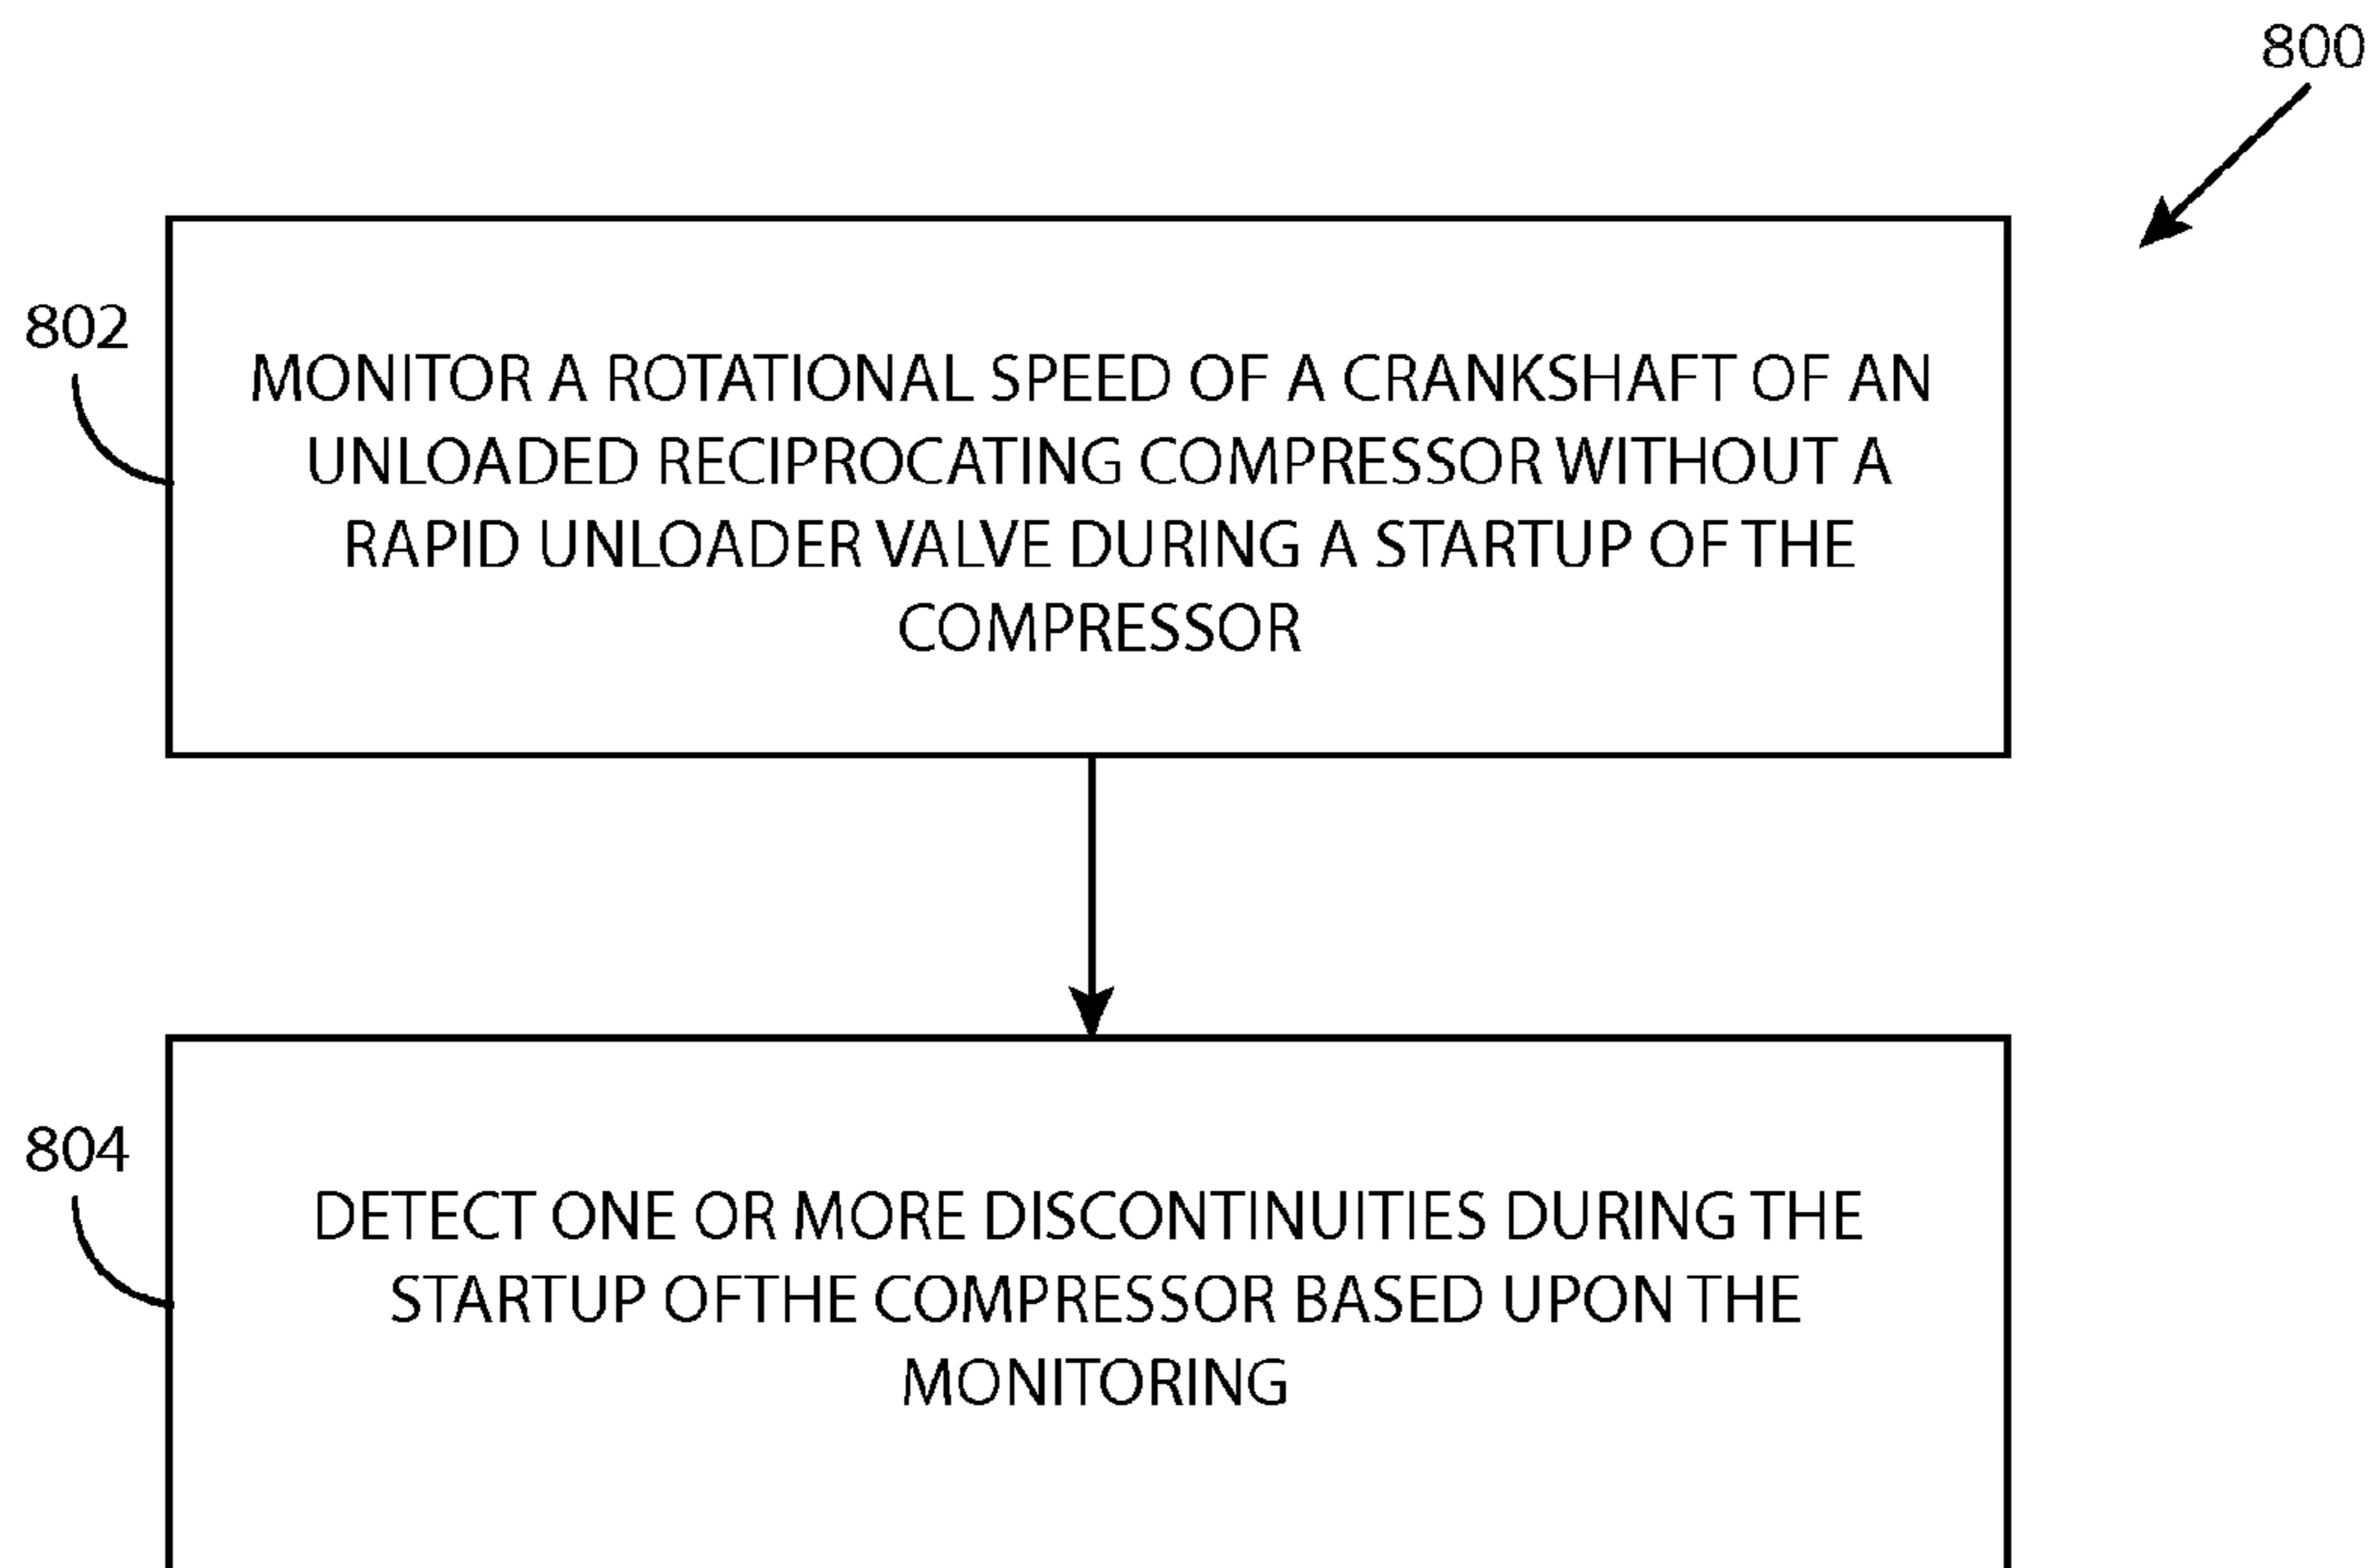 800
802
MONITOR A ROTATIONAL SPEED OF A CRANKSHAFT OF AN
UNLOADED RECIPROCATING COMPRESSOR WITHOUT A
RAPID UNLOADER VALVE DURING A STARTUP OF THE
COMPRESSOR
804
DETECT ONE OR MORE DISCONTINUITIES DURING THE
STARTUP OFTHE COMPRESSOR BASED UPON THE
MONITORING